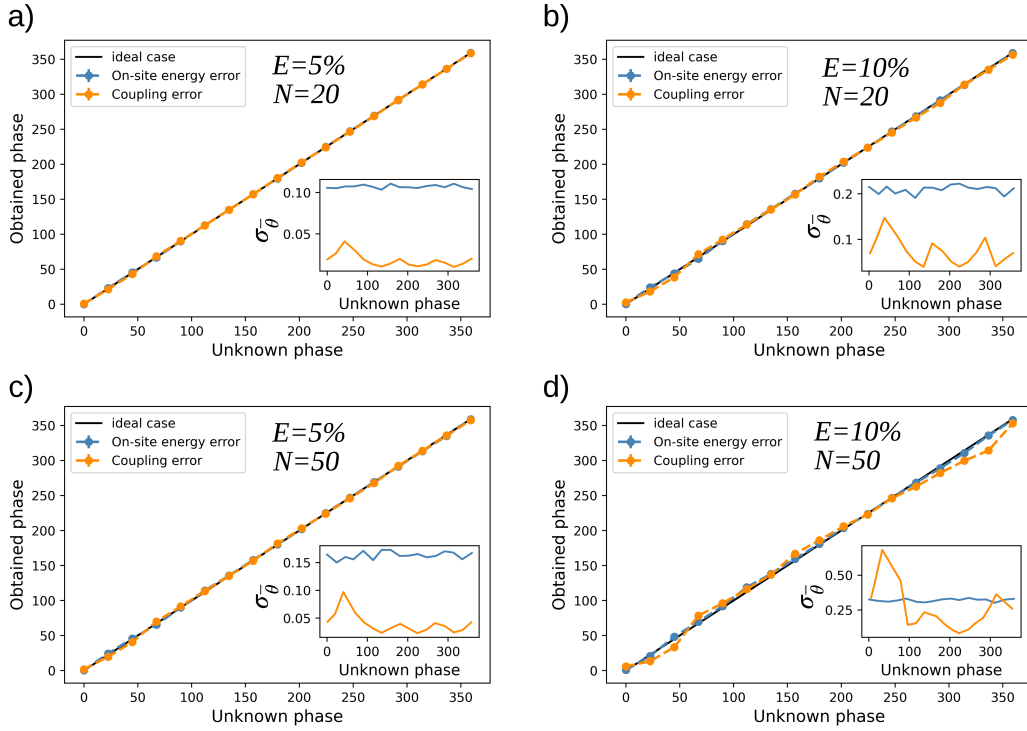 a)
ideal case
On-site energy error
Coupling error
E=5%
N=20
Obtained phase
350
300
250
200
150
100
50
0
0 50 100 150 200 250 300 350
Unknown phase
σ_θ̄
0.10
0.05
0 100 200 300
Unknown phase
b)
ideal case
On-site energy error
Coupling error
E=10%
N=20
Obtained phase
350
300
250
200
150
100
50
0
0 50 100 150 200 250 300 350
Unknown phase
σ_θ̄
0.2
0.1
0 100 200 300
Unknown phase
c)
ideal case
On-site energy error
Coupling error
E=5%
N=50
Obtained phase
350
300
250
200
150
100
50
0
0 50 100 150 200 250 300 350
Unknown phase
σ_θ̄
0.15
0.10
0.05
0 100 200 300
Unknown phase
d)
ideal case
On-site energy error
Coupling error
E=10%
N=50
Obtained phase
350
300
250
200
150
100
50
0
0 50 100 150 200 250 300 350
Unknown phase
σ_θ̄
0.50
0.25
0 100 200 300
Unknown phase